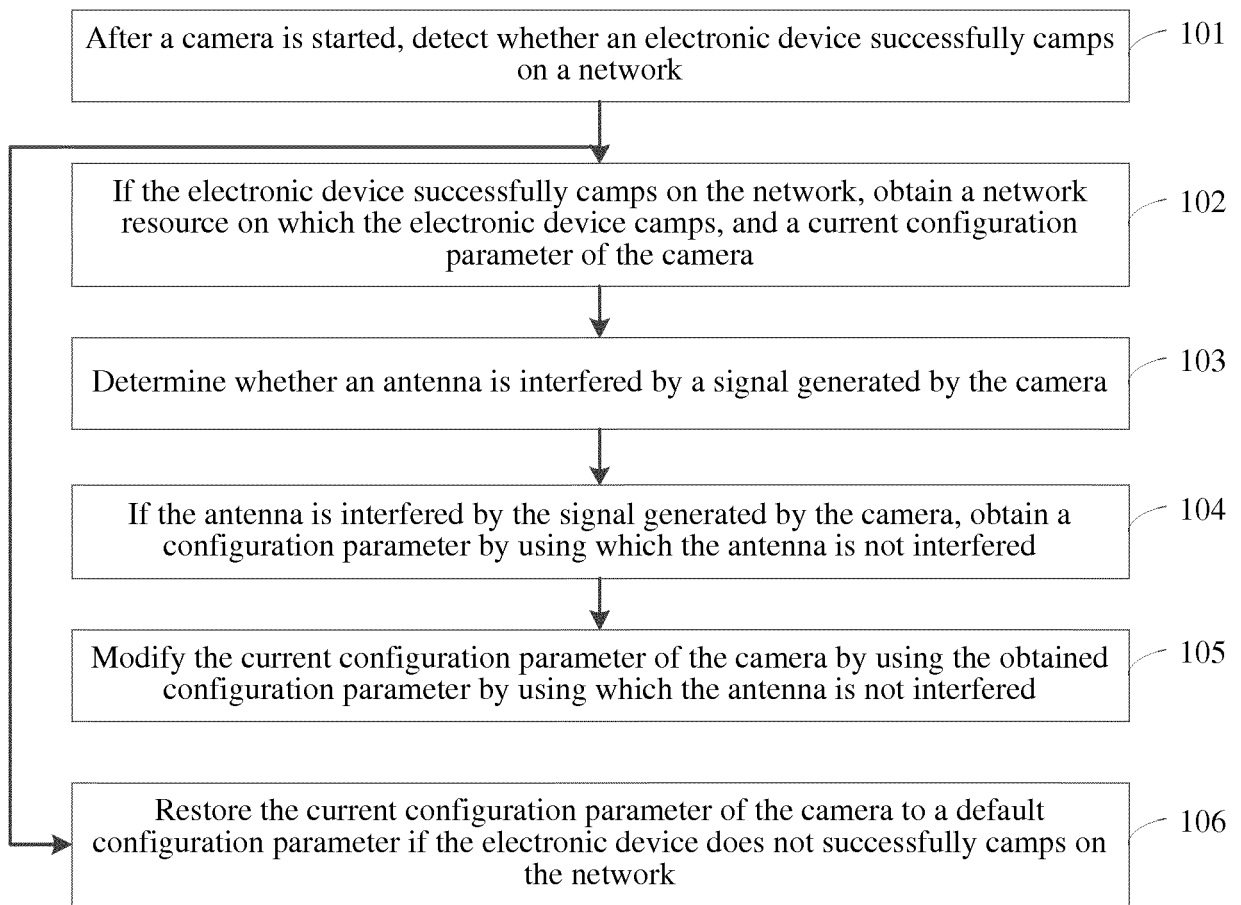 After a camera is started, detect whether an electronic device successfully camps
on a network
101
If the electronic device successfully camps on the network, obtain a network
resource on which the electronic device camps, and a current configuration
parameter of the camera
102
Determine whether an antenna is interfered by a signal generated by the camera
103
If the antenna is interfered by the signal generated by the camera, obtain a
configuration parameter by using which the antenna is not interfered
104
Modify the current configuration parameter of the camera by using the obtained
configuration parameter by using which the antenna is not interfered
105
Restore the current configuration parameter of the camera to a default
configuration parameter if the electronic device does not successfully camps on
the network
106